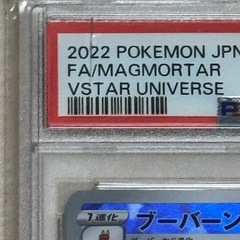 2022 POKEMON JPN
FA/MAGMORTAR
VSTAR UNIVERSE
1進化
ブーバーン